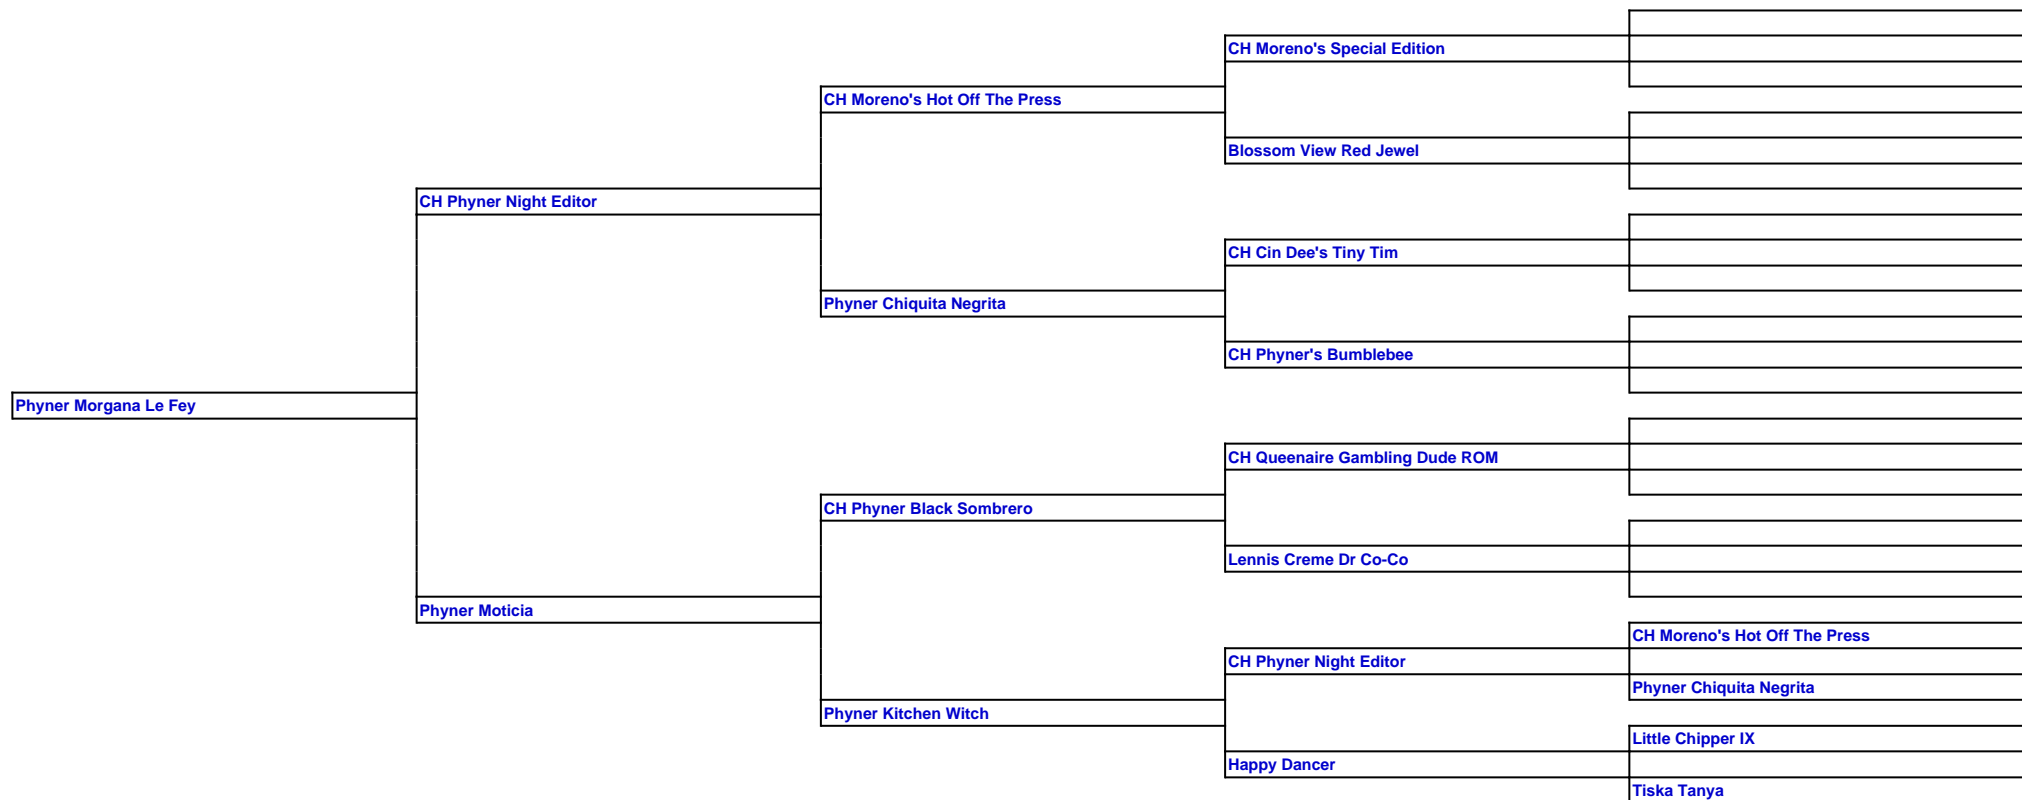 CH Moreno's Special Edition
CH Moreno's Hot Off The Press
Blossom View Red Jewel
CH Phyner Night Editor
CH Cin Dee's Tiny Tim
Phyner Chiquita Negrita
CH Phyner's Bumblebee
Phyner Morgana Le Fey
CH Queenaire Gambling Dude ROM
CH Phyner Black Sombrero
Lennis Creme Dr Co-Co
Phyner Moticia
CH Moreno's Hot Off The Press
CH Phyner Night Editor
Phyner Chiquita Negrita
Phyner Kitchen Witch
Little Chipper IX
Happy Dancer
Tiska Tanya